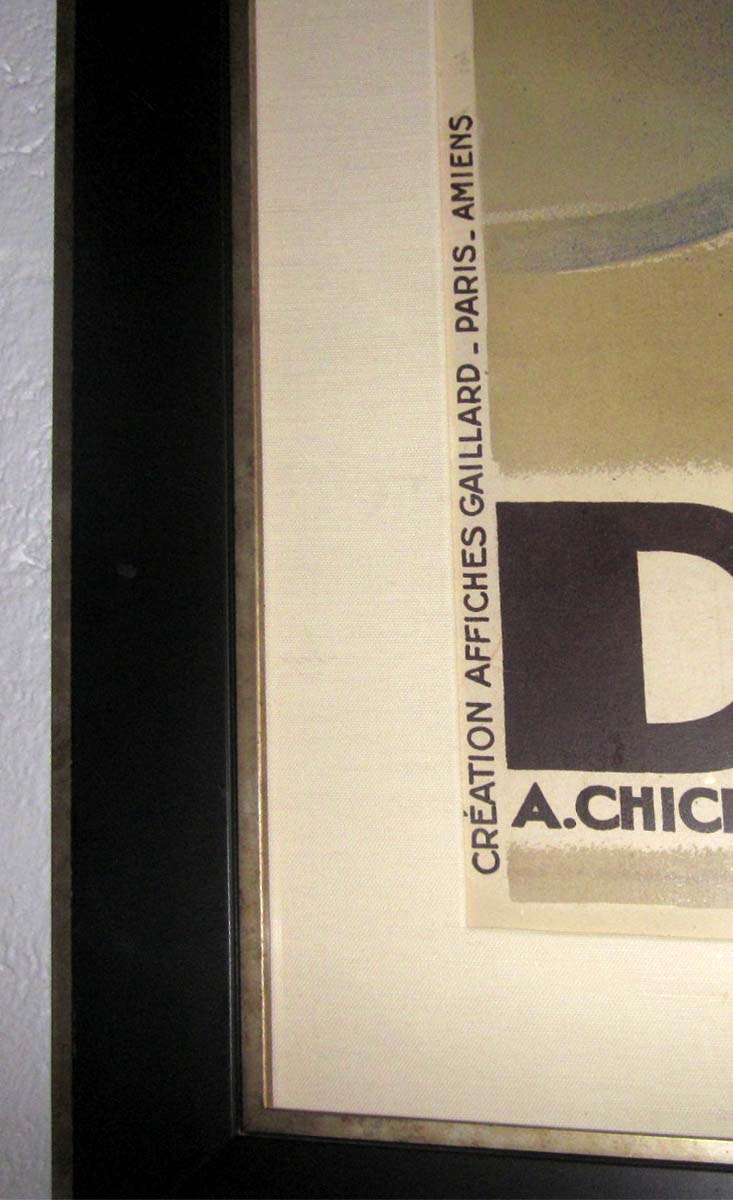 CRÉATION AFFICHES GAILLARD - PARIS - AMIENS
D
A.CHIC